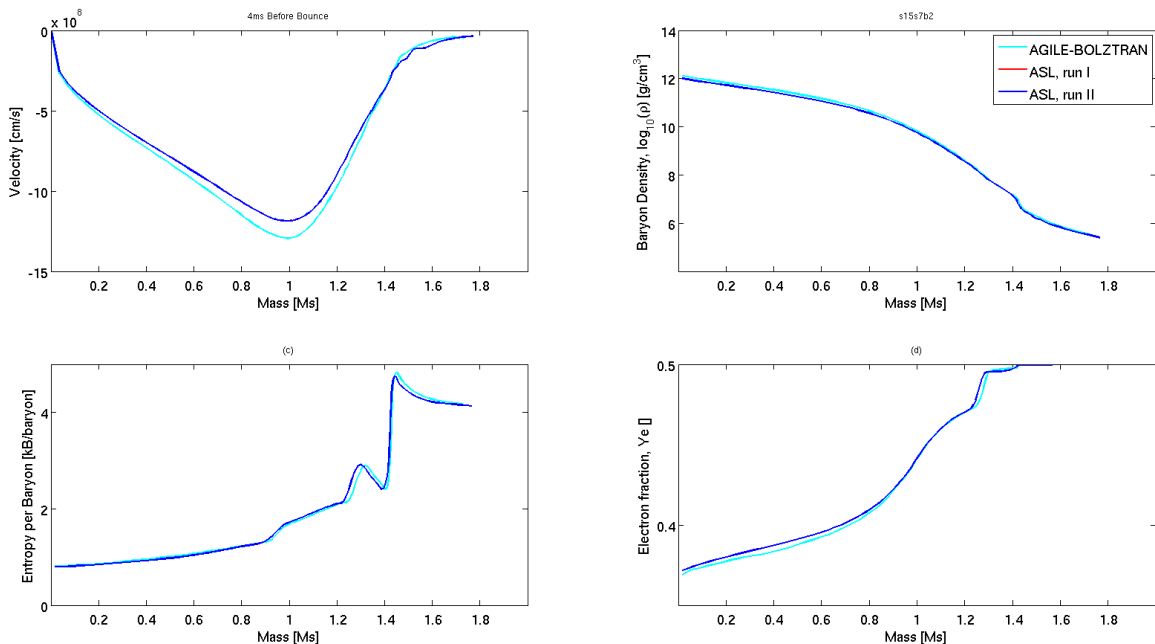 4ms Before Bounce
× 10⁸
0
-5
-10
-15
Velocity [cm/s]
0.2 0.4 0.6 0.8 1 1.2 1.4 1.6 1.8
Mass [Ms]
s15s7b2
14
12
10
8
6
Baryon Density, log₁₀(ρ) [g/cm³]
AGILE-BOLZTRAN
ASL, run I
ASL, run II
0.2 0.4 0.6 0.8 1 1.2 1.4 1.6 1.8
Mass [Ms]
(c)
4
2
0
Entropy per Baryon [kB/baryon]
0.2 0.4 0.6 0.8 1 1.2 1.4 1.6 1.8
Mass [Ms]
(d)
0.5
0.4
Electron fraction, Ye []
0.2 0.4 0.6 0.8 1 1.2 1.4 1.6 1.8
Mass [Ms]